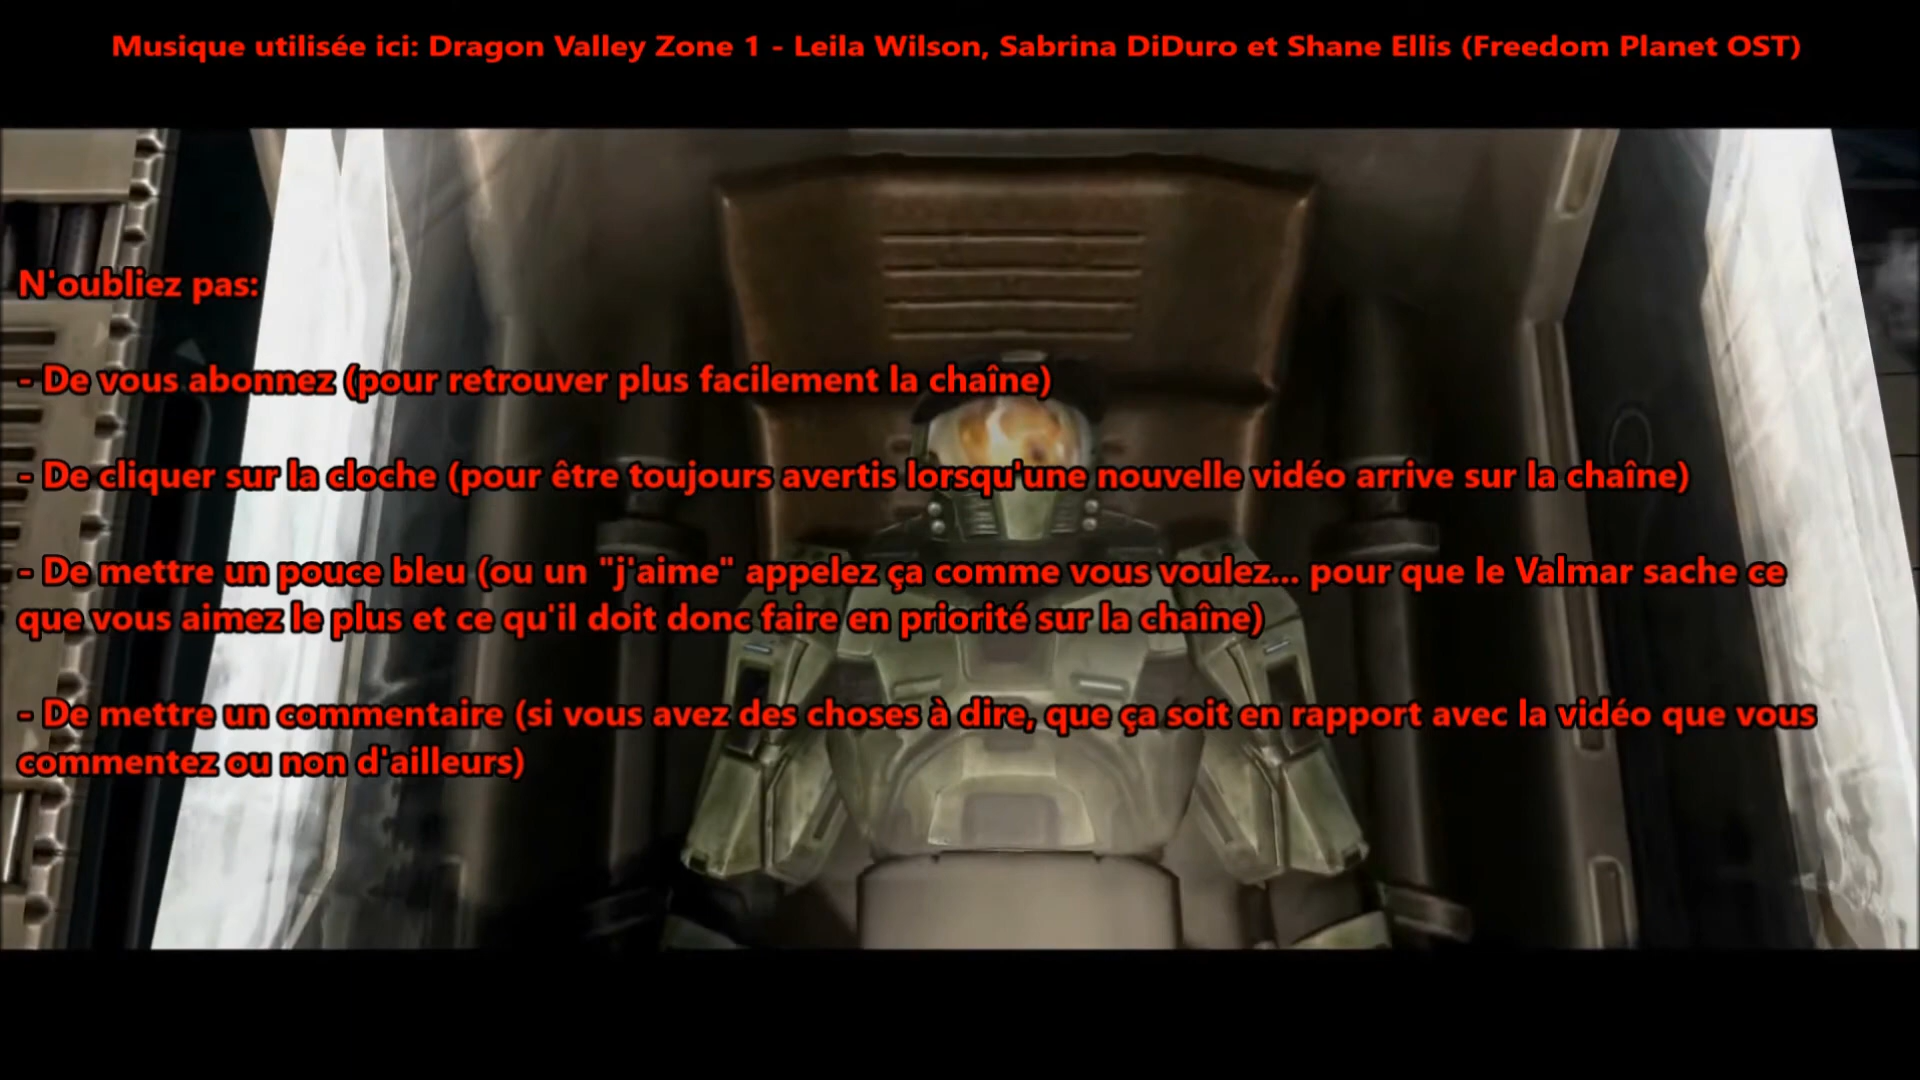 Musique utilisée ici: Dragon Valley Zone 1 - Leila Wilson, Sabrina DiDuro et Shane Ellis (Freedom Planet OST)
N'oubliez pas:
- De vous abonnez (pour retrouver plus facilement la chaîne)
- De cliquer sur la cloche (pour être toujours avertis lorsqu'une nouvelle vidéo arrive sur la chaîne)
- De mettre un pouce bleu (ou un "j'aime" appelez ça comme vous voulez... pour que le Valmar sache ce
que vous aimez le plus et ce qu'il doit donc faire en priorité sur la chaîne)
- De mettre un commentaire (si vous avez des choses à dire, que ça soit en rapport avec la vidéo que vous
commentez ou non d'ailleurs)